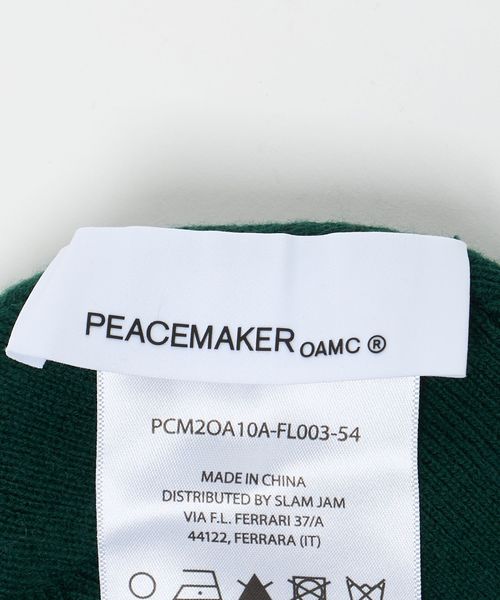 PEACEMAKER OAMC ®
PCM2OA10A-FL003-54
MADE IN CHINA
DISTRIBUTED BY SLAM JAM
VIA F.L. FERRARI 37/A
44122, FERRARA (IT)